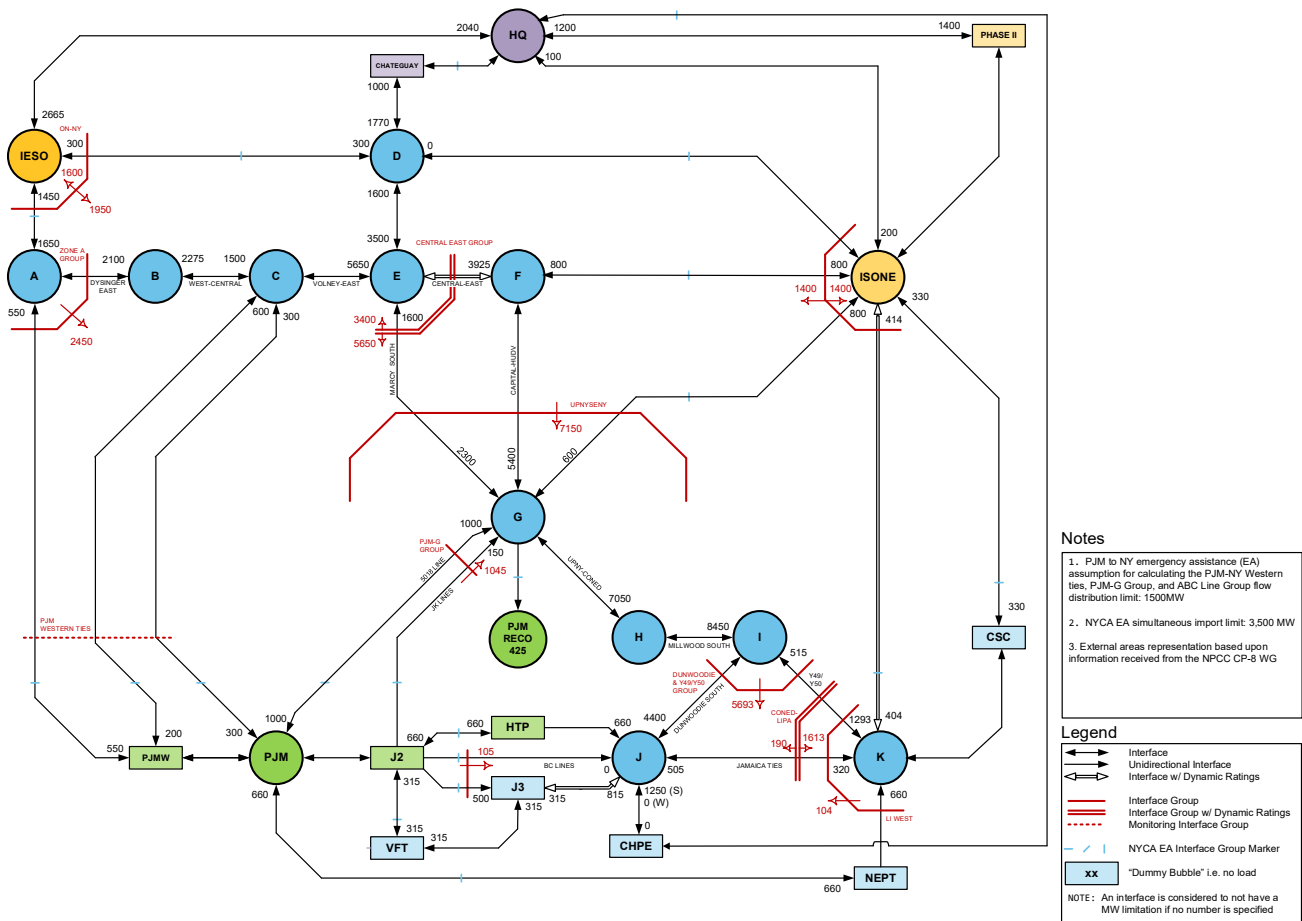 HQ
2040
1200
1400
PHASE II
100
CHATEGUAY
1000
2665
ON-NY
1770
IESO
300
300
D
0
1600
1450
1950
1600
1650
ZONE A
GROUP
2100
2275
1500
5650
3500
CENTRAL EAST GROUP
3925
800
200
800
A
B
C
E
F
ISONE
DYSINGER
EAST
WEST-CENTRAL
VOLNEY-EAST
CENTRAL-EAST
550
600
300
1600
1400
1400
330
800
414
2450
3400
5650
MARCY SOUTH
CAPITAL-HUDV
UPNYSENY
7150
2300
5400
600
G
1000
150
PJM-G
GROUP
1045
5018 LINE
JK LINES
UPNY-CONED
PJM
WESTERN TIES
PJM
RECO
425
7050
8450
H
I
MILLWOOD SOUTH
515
330
CSC
DUNWOODIE
& Y49/Y50
GROUP
5693
Y49/
Y50
DUNWOODIE SOUTH
CONED-
LIPA
1293
404
550
200
300
1000
660
HTP
660
4400
190
1613
PJMW
PJM
J2
660
105
BC LINES
J
JAMAICA TIES
K
0
505
320
660
315
500
J3
315
815
1250 (S)
0 (W)
104
LI WEST
660
315
315
VFT
315
0
CHPE
660
NEPT
Notes
1. PJM to NY emergency assistance (EA)
assumption for calculating the PJM-NY Western
ties, PJM-G Group, and ABC Line Group flow
distribution limit: 1500MW
2. NYCA EA simultaneous import limit: 3,500 MW
3. External areas representation based upon
information received from the NPCC CP-8 WG
Legend
Interface
Unidirectional Interface
Interface w/ Dynamic Ratings
Interface Group
Interface Group w/ Dynamic Ratings
Monitoring Interface Group
NYCA EA Interface Group Marker
xx
"Dummy Bubble" i.e. no load
NOTE: An interface is considered to not have a
MW limitation if no number is specified